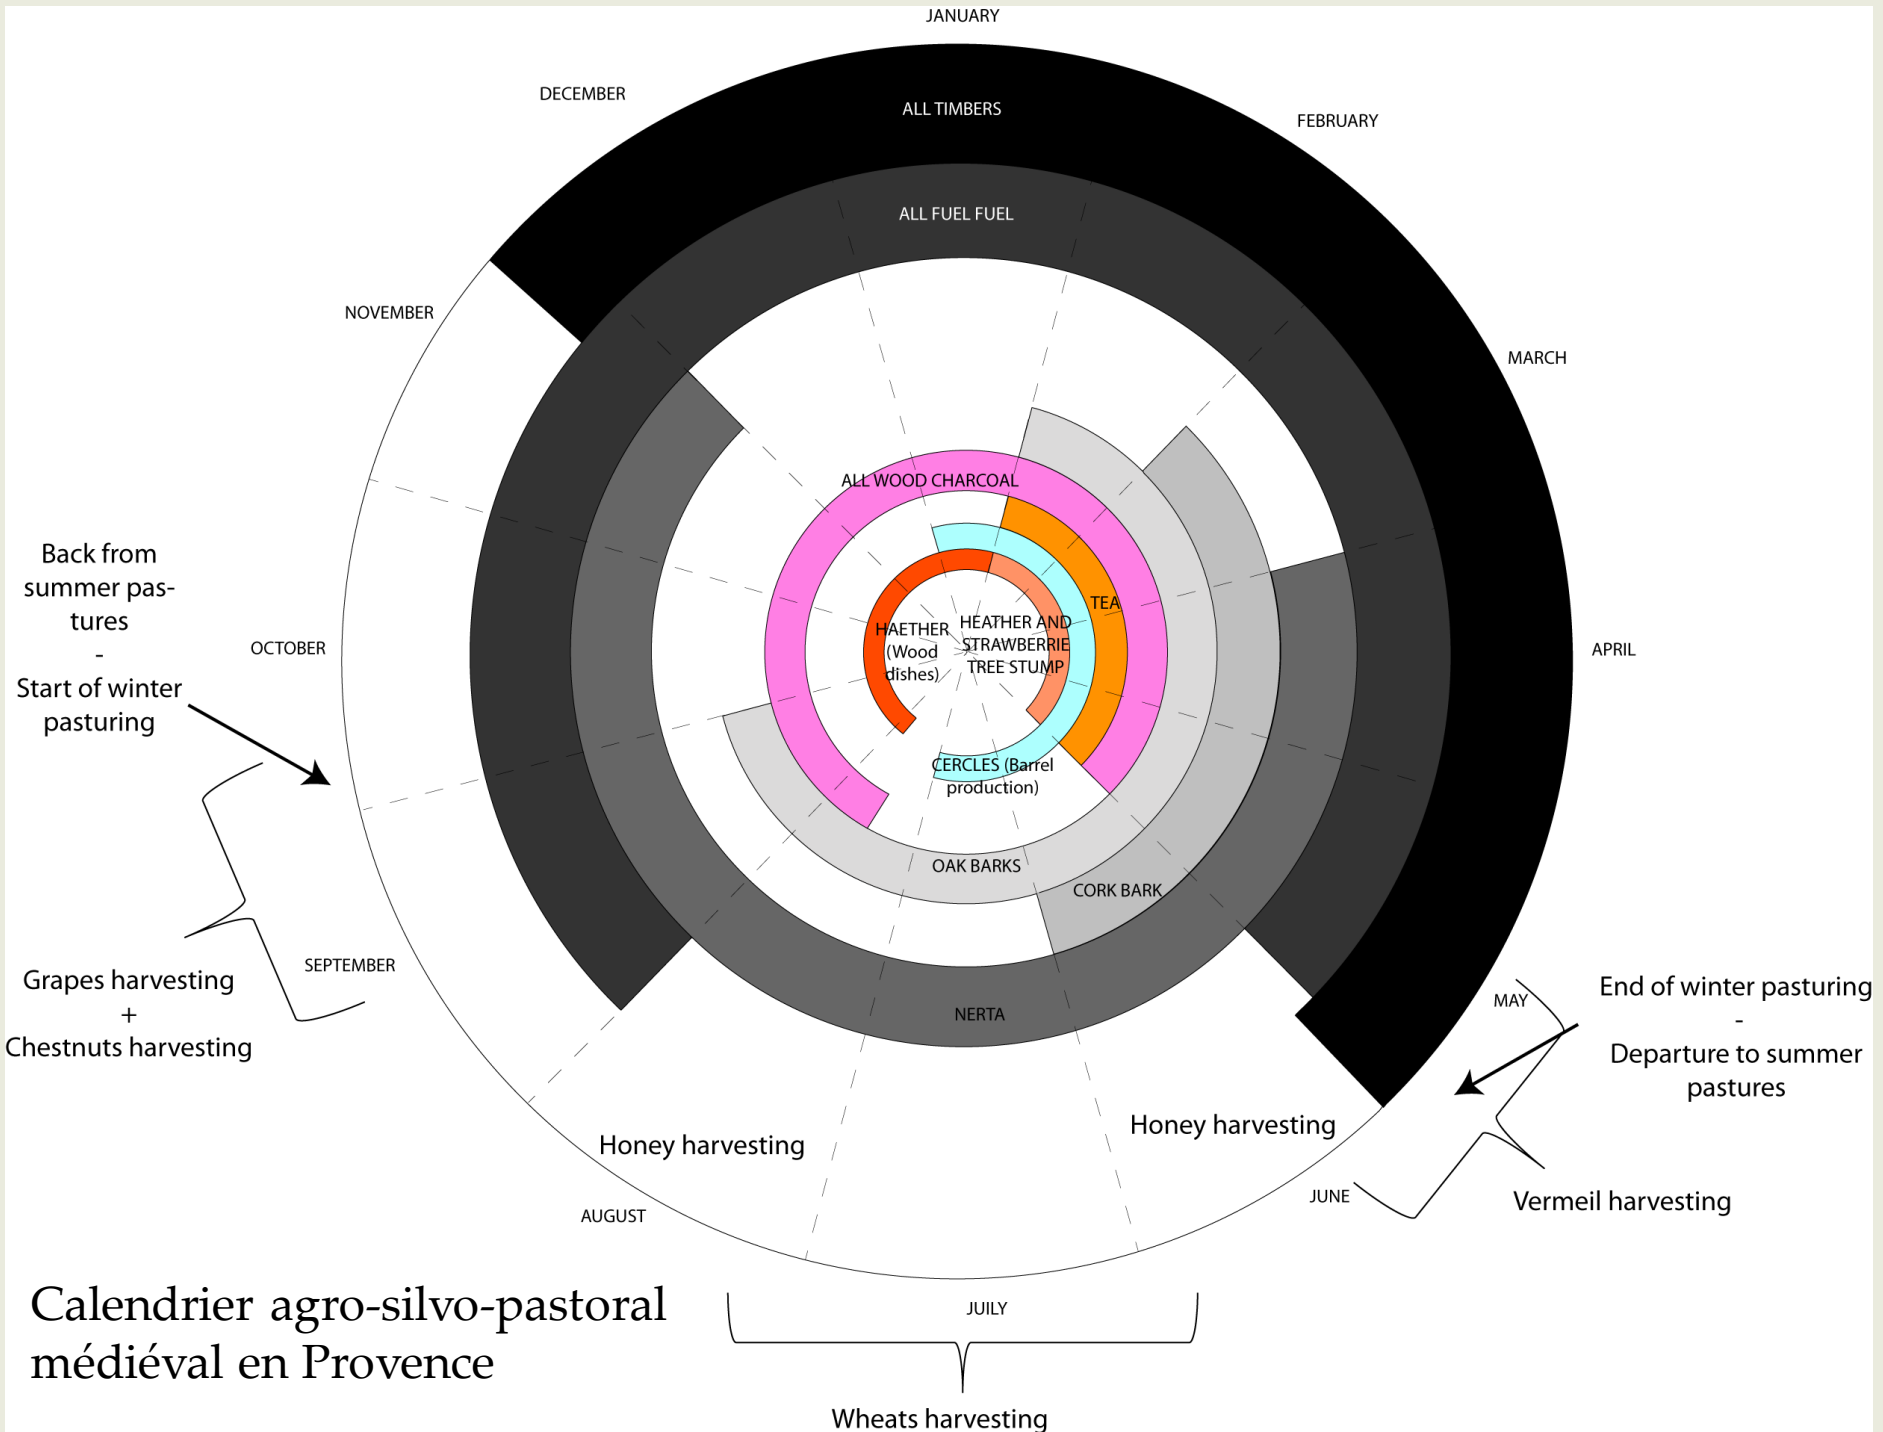 JANUARY
DECEMBER
FEBRUARY
ALL TIMBERS
ALL FUEL FUEL
NOVEMBER
MARCH
ALL WOOD CHARCOAL
TEA
HAETHER
(Wood
dishes)
HEATHER AND
STRAWBERRIE
TREE STUMP
OCTOBER
APRIL
Back from
summer pas-
tures
-
Start of winter
pasturing
CERCLES (Barrel
production)
OAK BARKS
CORK BARK
NERTA
SEPTEMBER
Grapes harvesting
+
Chestnuts harvesting
MAY
End of winter pasturing
-
Departure to summer
pastures
Honey harvesting
Honey harvesting
JUNE
Vermeil harvesting
AUGUST
JUILY
Wheats harvesting
Calendrier agro-silvo-pastoral
médiéval en Provence